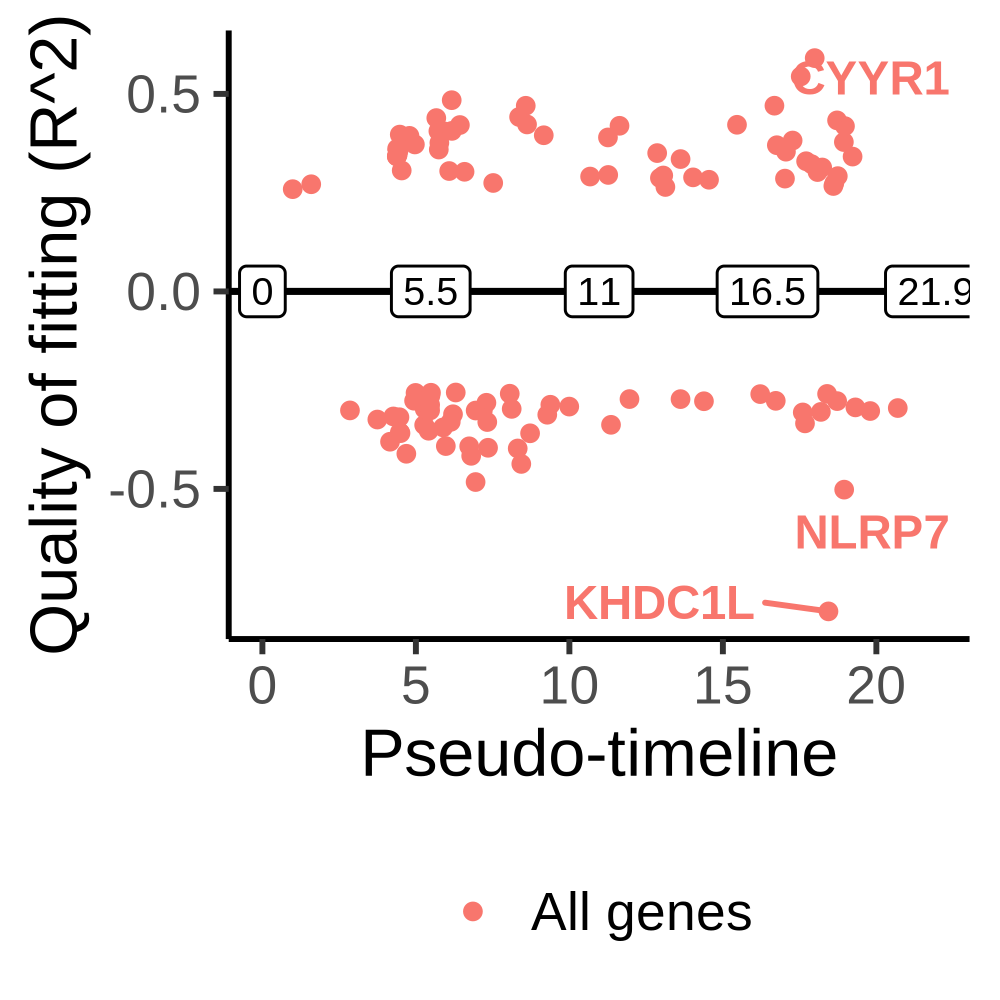 Quality of fitting (R^2)
0.5
0.0
-0.5
CYYR1
0
5.5
11
16.5
21.9
NLRP7
KHDC1L
0
5
10
15
20
Pseudo-timeline
All genes